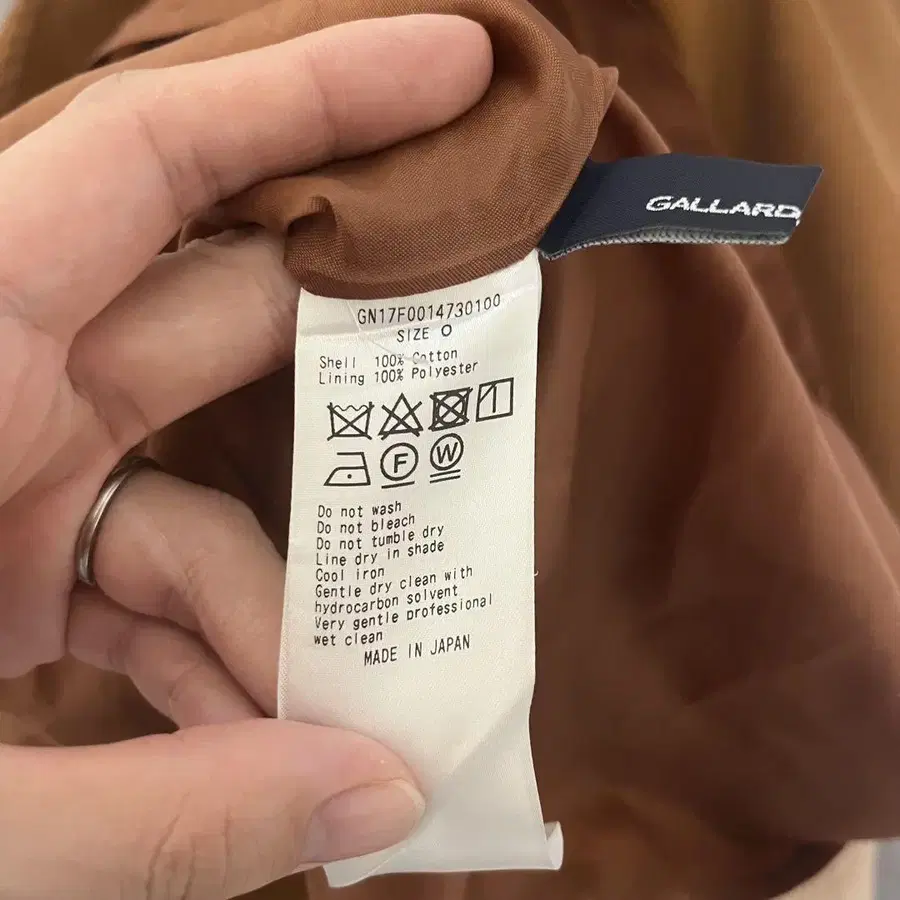 GALLARD
GN17F0014730100
SIZE O
Shell 100% Cotton
Lining 100% Polyester
F
W
Do not wash
Do not bleach
Do not tumble dry
Line dry in shade
Cool iron
Gentle dry clean with
hydrocarbon solvent
Very gentle professional
wet clean
MADE IN JAPAN